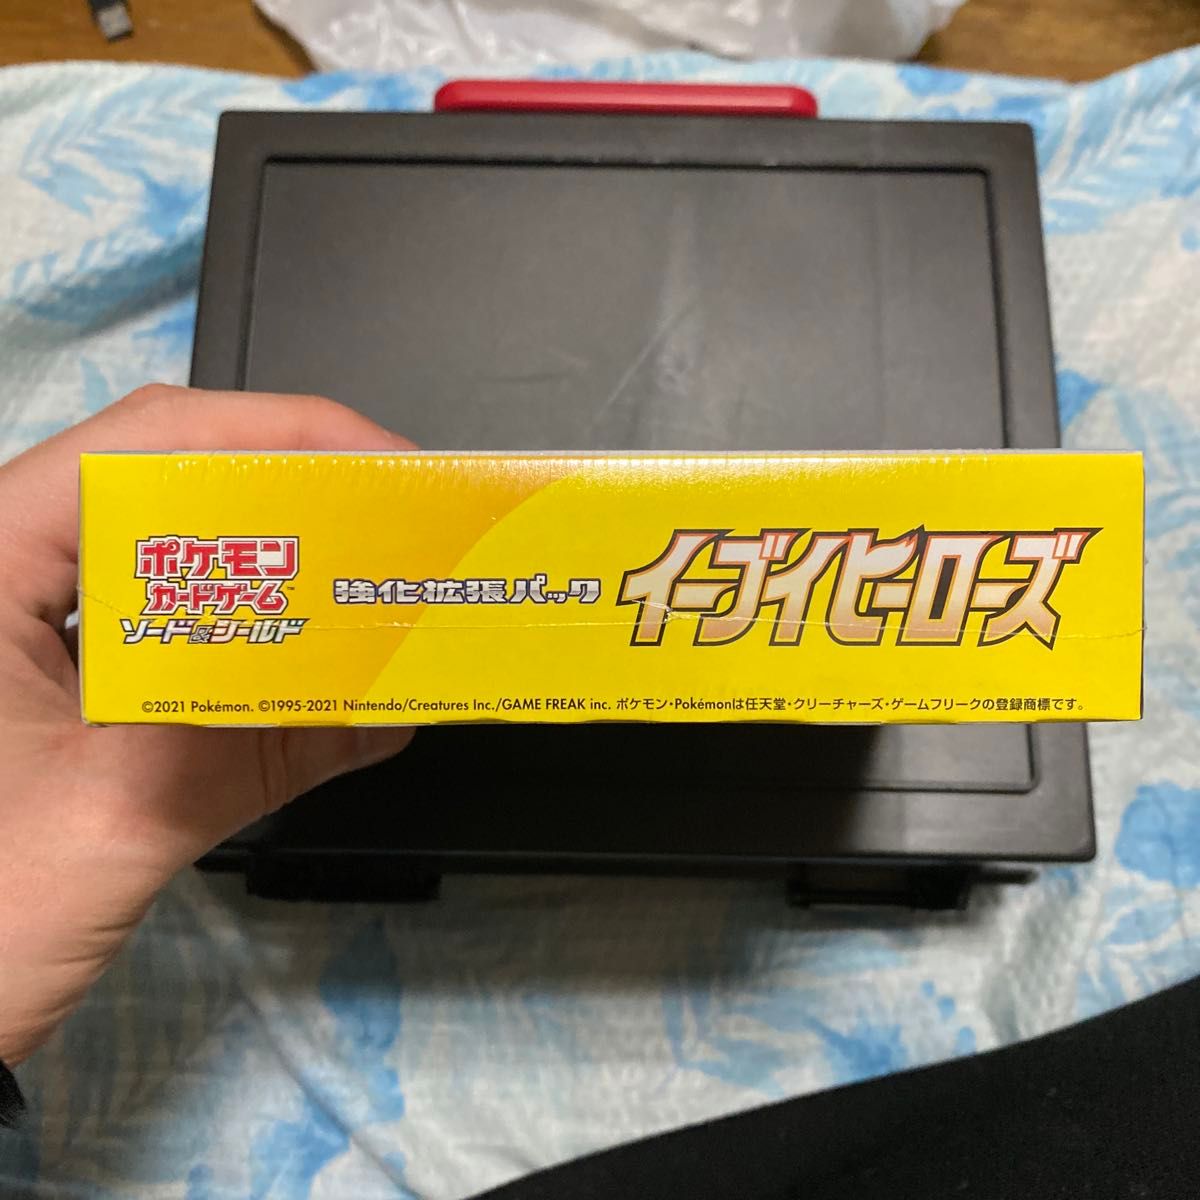 ポケモン
カードゲーム™
ソード&シールド
強化拡張パック
イーブイヒーローズ
©2021 Pokémon. ©1995-2021 Nintendo/Creatures Inc./GAME FREAK inc. ポケモン・Pokémonは任天堂・クリーチャーズ・ゲームフリークの登録商標です。